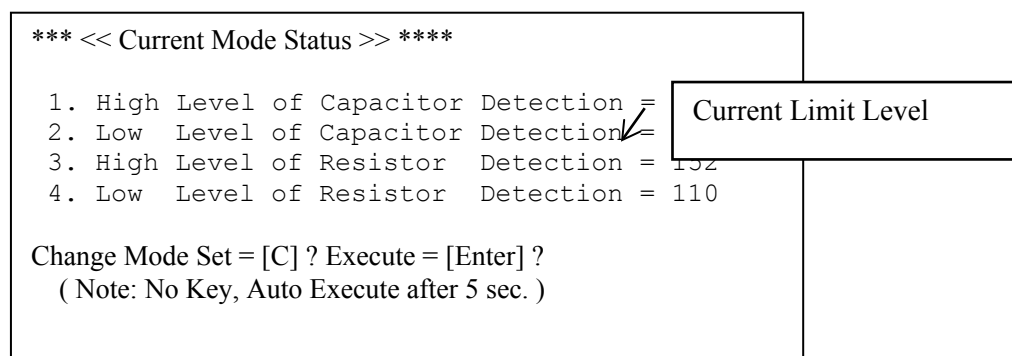 *** << Current Mode Status >> ****
1. High Level of Capacitor Detection =
2. Low Level of Capacitor Detection =
3. High Level of Resistor Detection = 152
4. Low Level of Resistor Detection = 110
Current Limit Level
Change Mode Set = [C] ? Execute = [Enter] ?
( Note: No Key, Auto Execute after 5 sec. )